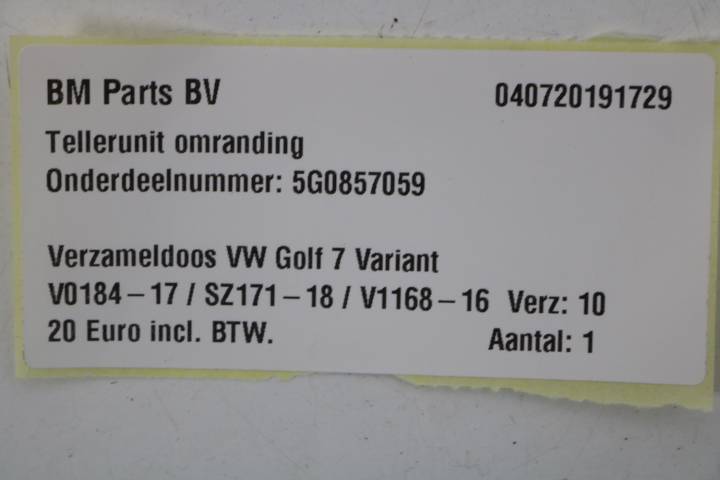 BM Parts BV 040720191729
Tellerunit omranding
Onderdeelnummer: 5G0857059
Verzameldoos VW Golf 7 Variant
V0184-17 / SZ171-18 / V1168-16 Verz: 10
20 Euro incl. BTW. Aantal: 1